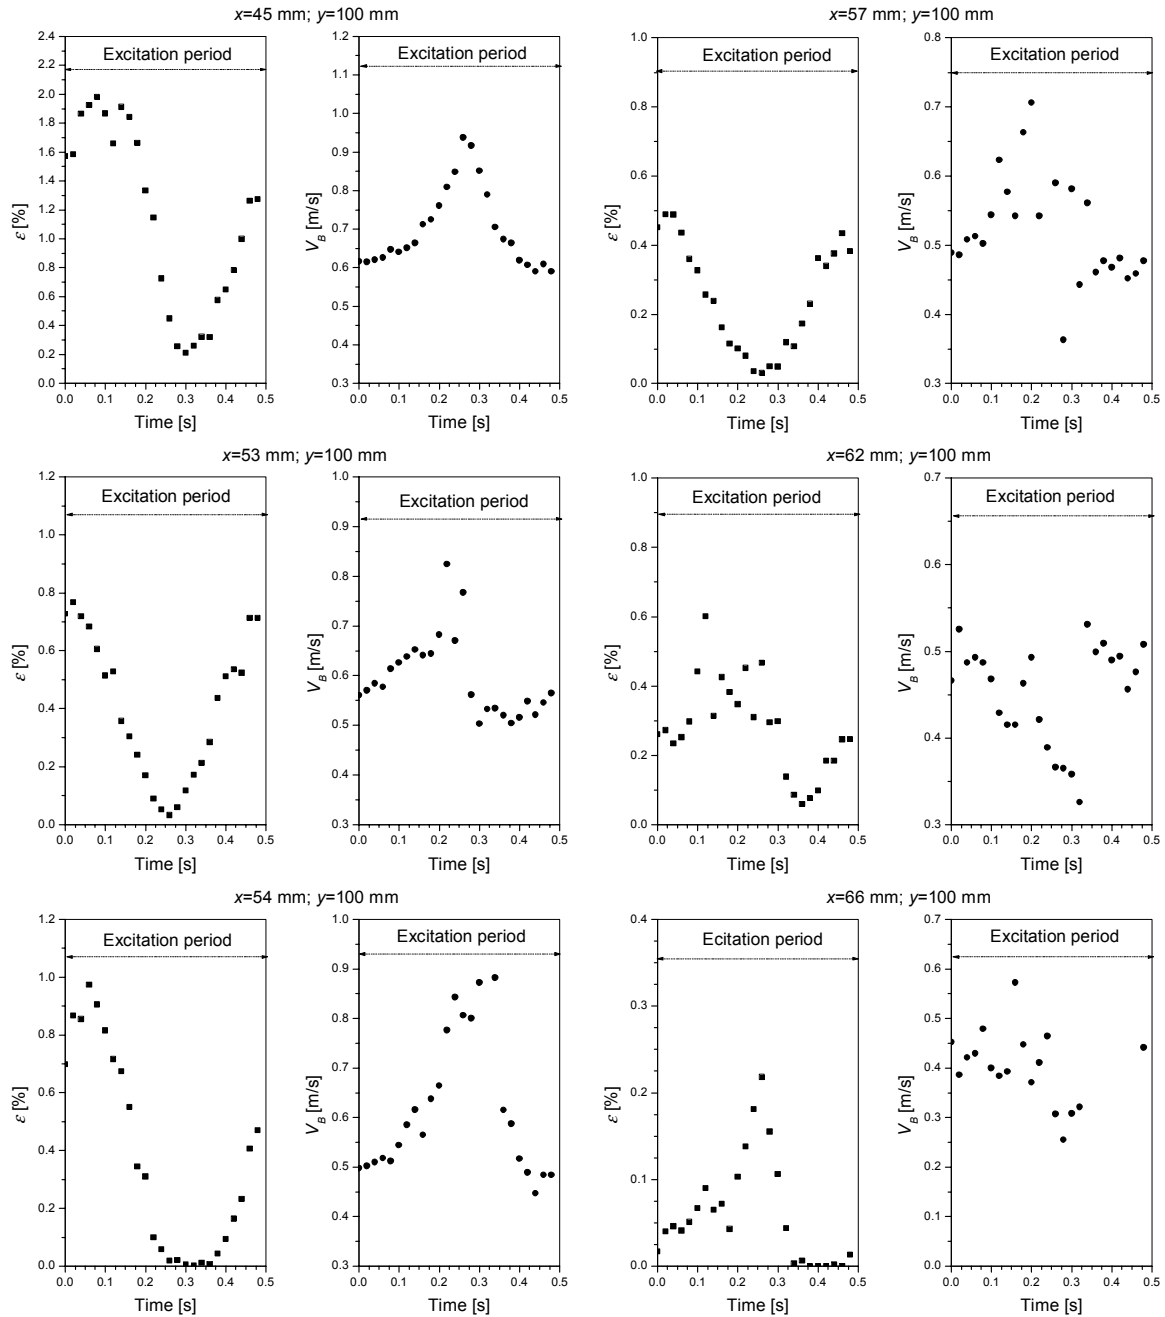 x=45 mm; y=100 mm
Excitation period
ε [%]
2.4
2.2
2.0
1.8
1.6
1.4
1.2
1.0
0.8
0.6
0.4
0.2
0.0
0.0 0.1 0.2 0.3 0.4 0.5
Time [s]
Excitation period
V_B [m/s]
1.2
1.1
1.0
0.9
0.8
0.7
0.6
0.5
0.4
0.3
0.0 0.1 0.2 0.3 0.4 0.5
Time [s]
x=57 mm; y=100 mm
Excitation period
ε [%]
1.0
0.8
0.6
0.4
0.2
0.0
0.0 0.1 0.2 0.3 0.4 0.5
Time [s]
Excitation period
V_B [m/s]
0.8
0.7
0.6
0.5
0.4
0.3
0.0 0.1 0.2 0.3 0.4 0.5
Time [s]
x=53 mm; y=100 mm
Excitation period
ε [%]
1.2
1.0
0.8
0.6
0.4
0.2
0.0
0.0 0.1 0.2 0.3 0.4 0.5
Time [s]
Excitation period
V_B [m/s]
1.0
0.9
0.8
0.7
0.6
0.5
0.4
0.3
0.0 0.1 0.2 0.3 0.4 0.5
Time [s]
x=62 mm; y=100 mm
Excitation period
ε [%]
1.0
0.8
0.6
0.4
0.2
0.0
0.0 0.1 0.2 0.3 0.4 0.5
Time [s]
Excitation period
V_B [m/s]
0.7
0.6
0.5
0.4
0.3
0.0 0.1 0.2 0.3 0.4 0.5
Time [s]
x=54 mm; y=100 mm
Excitation period
ε [%]
1.2
1.0
0.8
0.6
0.4
0.2
0.0
0.0 0.1 0.2 0.3 0.4 0.5
Time [s]
Excitation period
V_B [m/s]
1.0
0.9
0.8
0.7
0.6
0.5
0.4
0.3
0.0 0.1 0.2 0.3 0.4 0.5
Time [s]
x=66 mm; y=100 mm
Ecitation period
ε [%]
0.4
0.3
0.2
0.1
0.0
0.0 0.1 0.2 0.3 0.4 0.5
Time [s]
Excitation period
V_B [m/s]
0.7
0.6
0.5
0.4
0.3
0.2
0.1
0.0
0.0 0.1 0.2 0.3 0.4 0.5
Time [s]